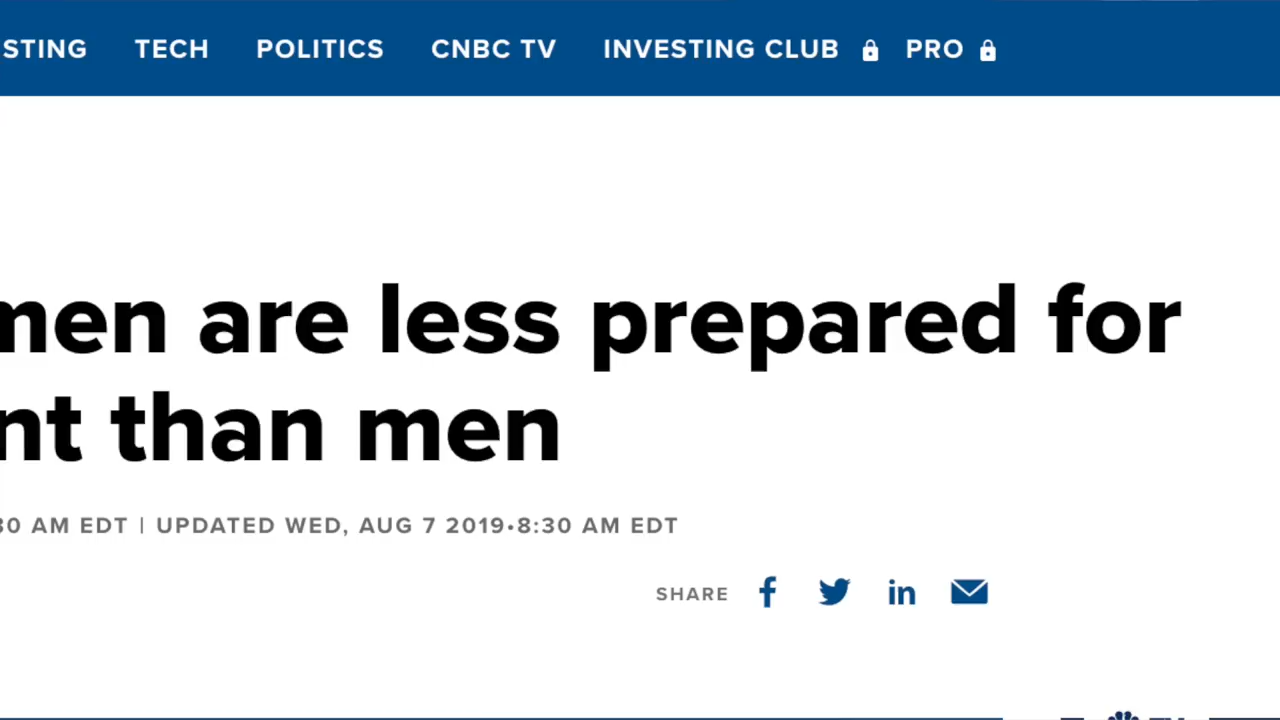 STING TECH POLITICS CNBC TV INVESTING CLUB PRO
men are less prepared for
nt than men
30 AM EDT | UPDATED WED, AUG 7 2019•8:30 AM EDT
SHARE